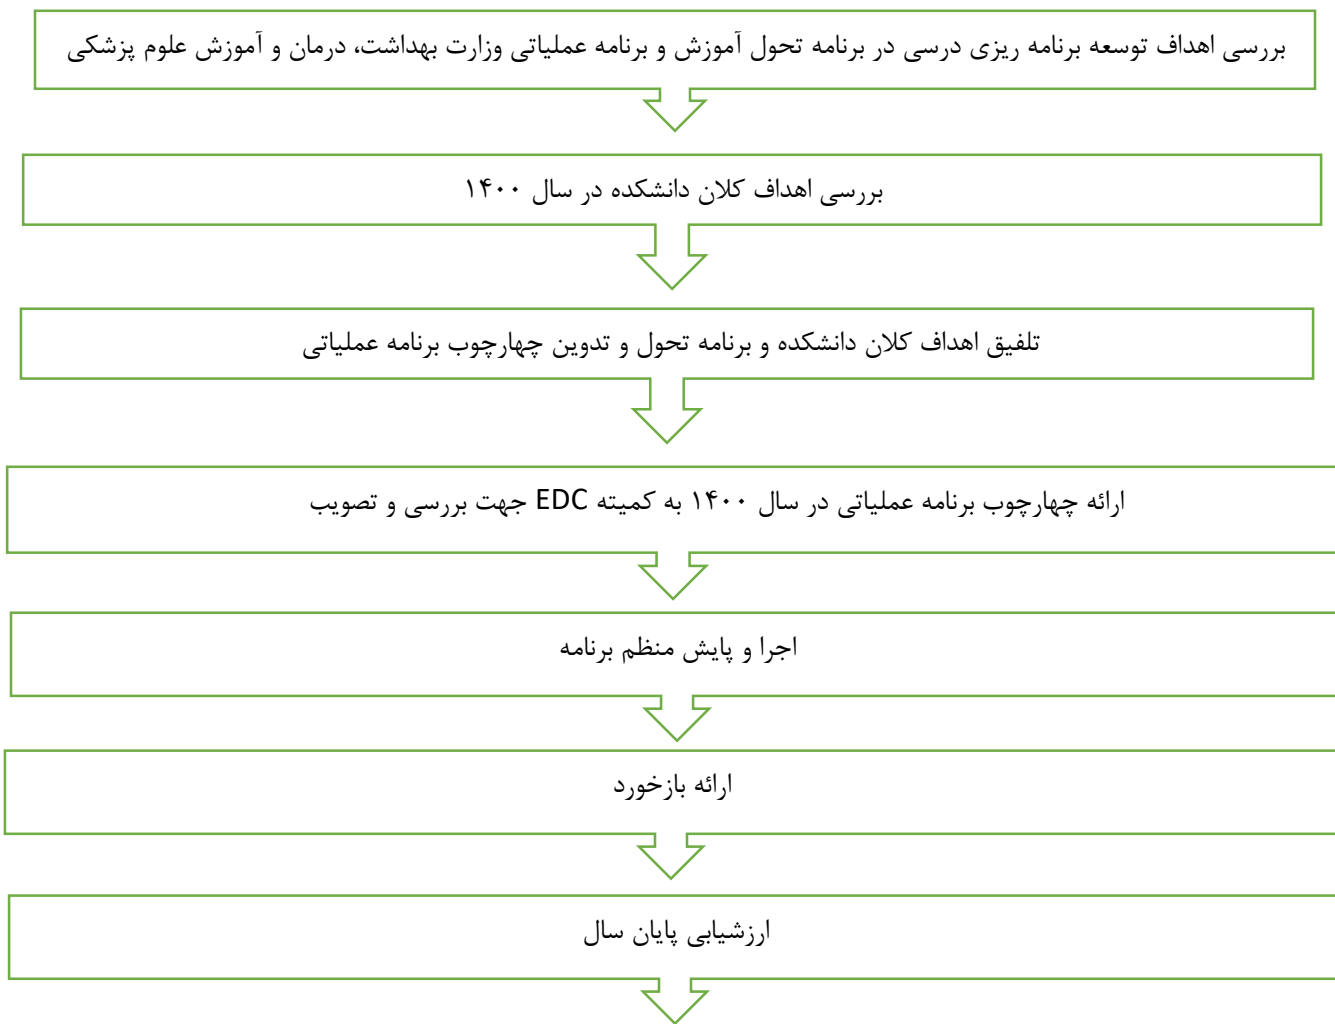 بررسی اهداف توسعه برنامه ریزی درسی در برنامه تحول آموزش و برنامه عملیاتی وزارت بهداشت، درمان و آموزش علوم پزشکی
بررسی اهداف کلان دانشکده در سال ۱۴۰۰
تلفیق اهداف کلان دانشکده و برنامه تحول و تدوین چهارچوب برنامه عملیاتی
ارائه چهارچوب برنامه عملیاتی در سال ۱۴۰۰ به کمیته EDC جهت بررسی و تصویب
اجرا و پایش منظم برنامه
ارائه بازخورد
ارزشیابی پایان سال